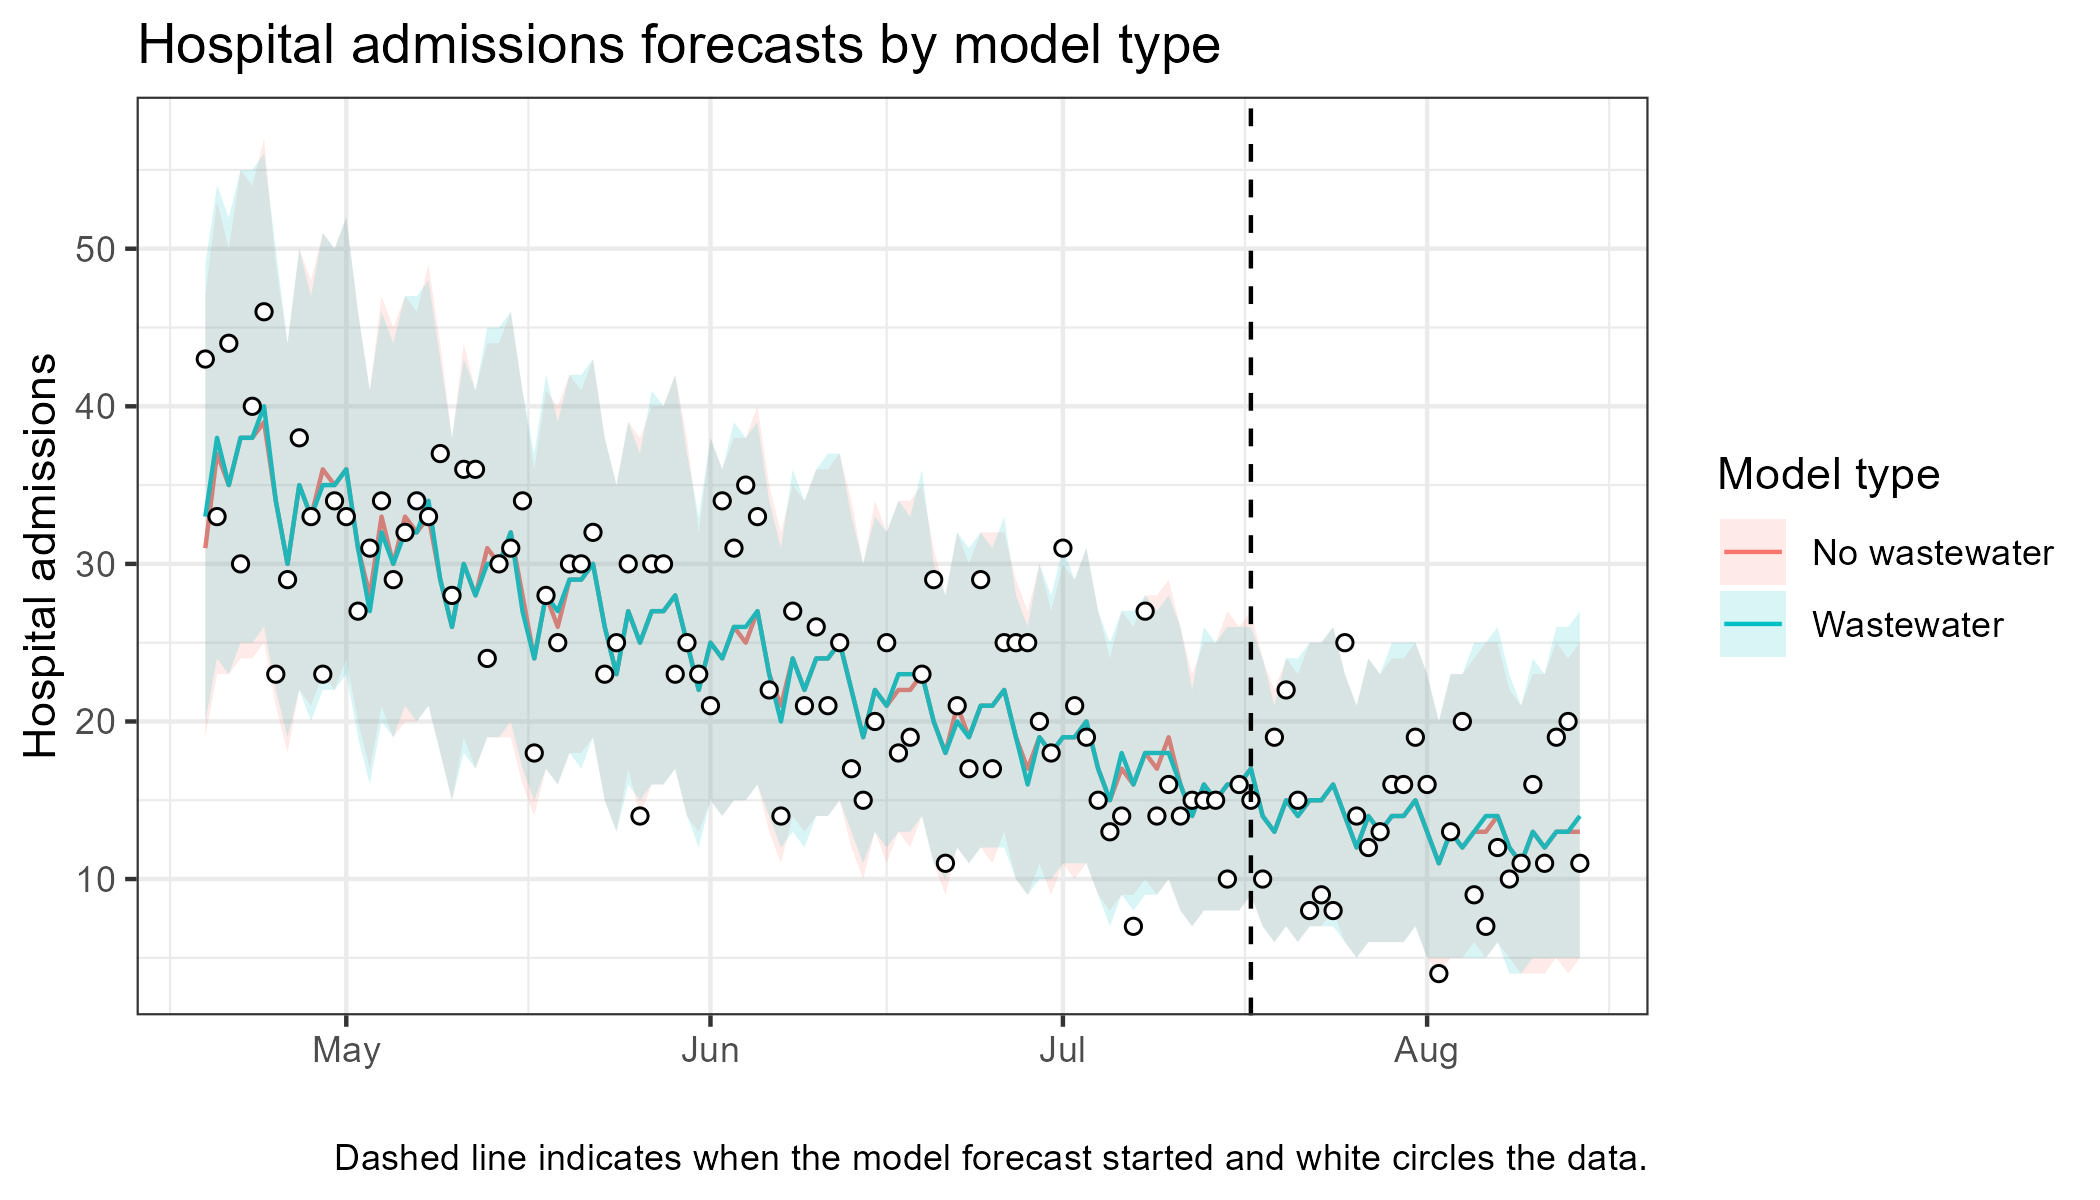 Hospital admissions forecasts by model type
Hospital admissions
50
40
30
20
10
May Jun Jul Aug
Model type
No wastewater
Wastewater
Dashed line indicates when the model forecast started and white circles the data.